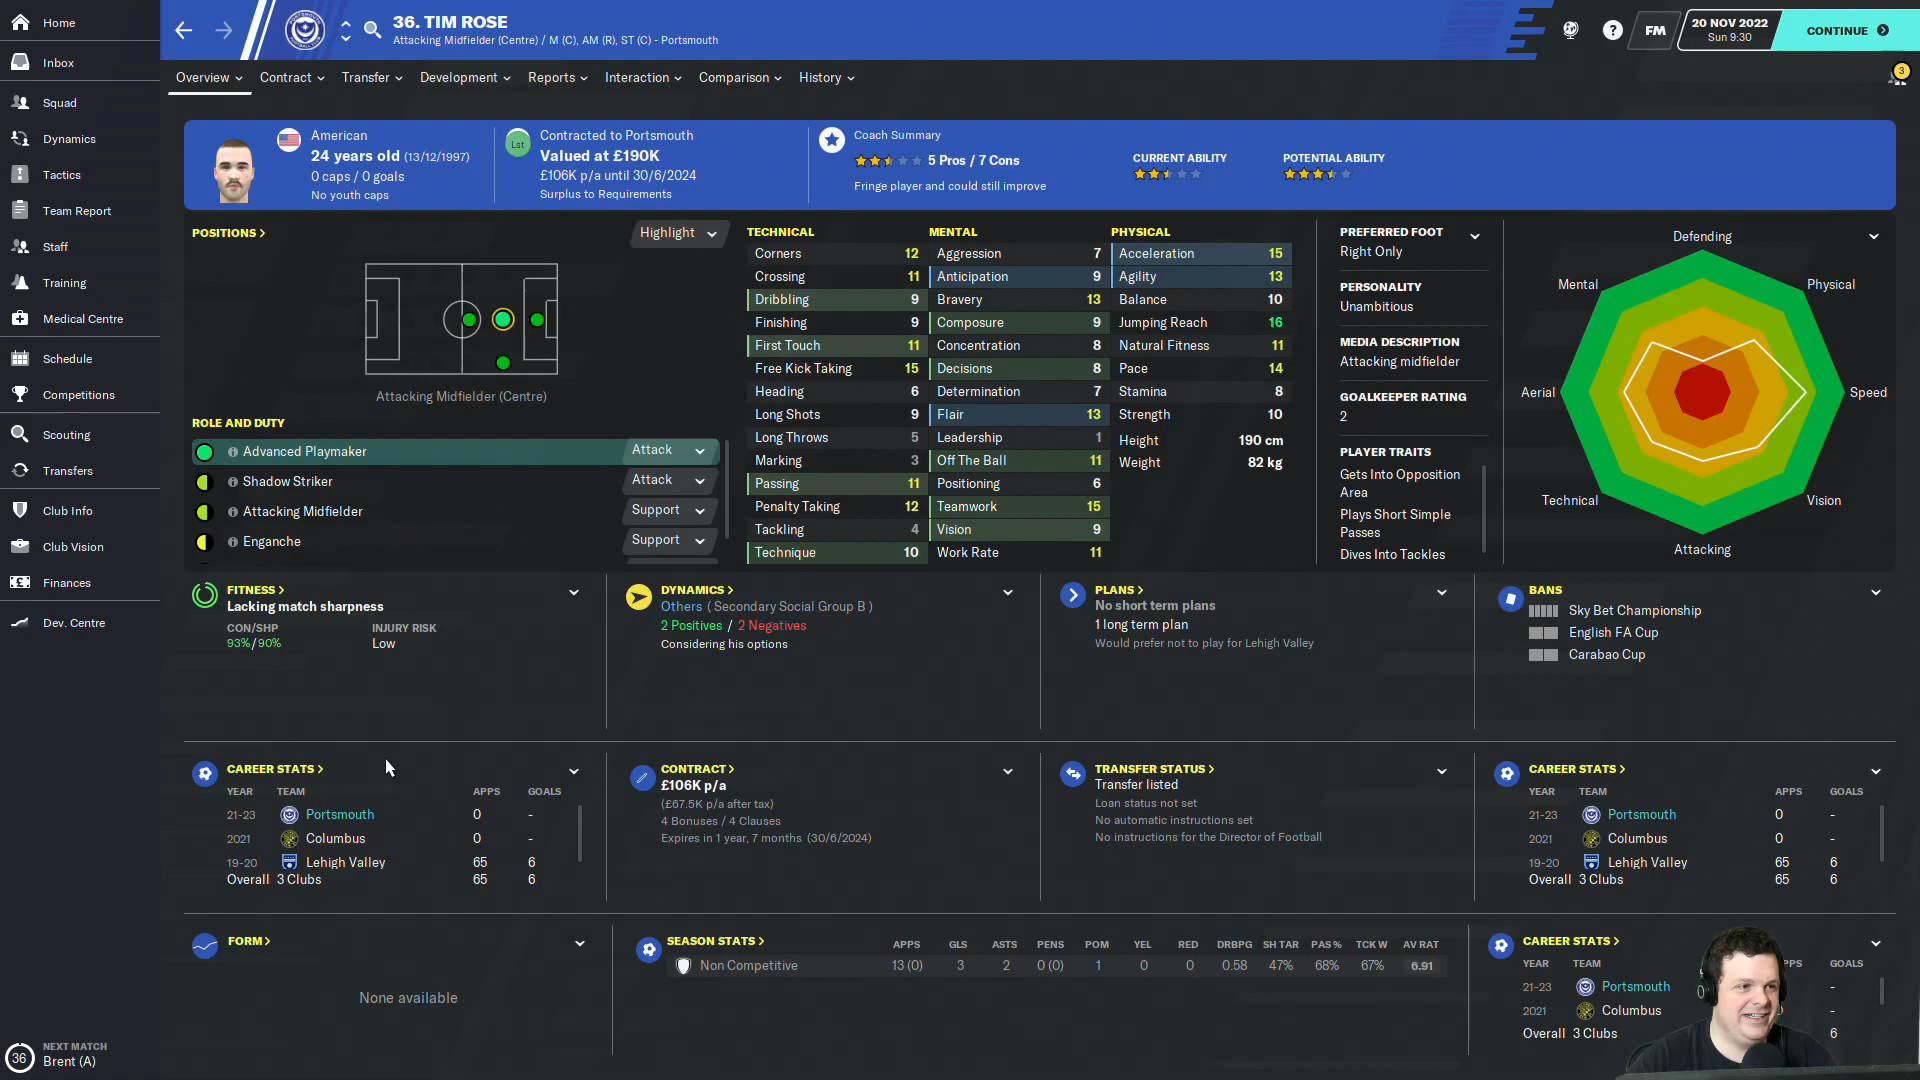 Home
Inbox
Squad
Dynamics
Tactics
Team Report
Staff
Training
Medical Centre
Schedule
Competitions
Scouting
Transfers
Club Info
Club Vision
Finances
Dev. Centre
36
NEXT MATCH
Brent (A)
36. TIM ROSE
Attacking Midfielder (Centre) / M (C), AM (R), ST (C) - Portsmouth
?
FM
20 NOV 2022
Sun 9:30
CONTINUE
3
Overview Contract Transfer Development Reports Interaction Comparison History
American
24 years old (13/12/1997)
0 caps / 0 goals
No youth caps
Lst
Contracted to Portsmouth
Valued at £190K
£106K p/a until 30/6/2024
Surplus to Requirements
Coach Summary
5 Pros / 7 Cons
Fringe player and could still improve
CURRENT ABILITY
POTENTIAL ABILITY
POSITIONS >
Highlight
Attacking Midfielder (Centre)
ROLE AND DUTY
Advanced Playmaker Attack
Shadow Striker Attack
Attacking Midfielder Support
Enganche Support
TECHNICAL
Corners 12
Crossing 11
Dribbling 9
Finishing 9
First Touch 11
Free Kick Taking 15
Heading 6
Long Shots 9
Long Throws 5
Marking 3
Passing 11
Penalty Taking 12
Tackling 4
Technique 10
MENTAL
Aggression 7
Anticipation 9
Bravery 13
Composure 9
Concentration 8
Decisions 8
Determination 7
Flair 13
Leadership 1
Off The Ball 11
Positioning 6
Teamwork 15
Vision 9
Work Rate 11
PHYSICAL
Acceleration 15
Agility 13
Balance 10
Jumping Reach 16
Natural Fitness 11
Pace 14
Stamina 8
Strength 10
Height 190 cm
Weight 82 kg
PREFERRED FOOT
Right Only
PERSONALITY
Unambitious
MEDIA DESCRIPTION
Attacking midfielder
GOALKEEPER RATING
2
PLAYER TRAITS
Gets Into Opposition
Area
Plays Short Simple
Passes
Dives Into Tackles
Defending
Mental
Physical
Aerial
Speed
Technical
Vision
Attacking
FITNESS >
Lacking match sharpness
CON/SHP INJURY RISK
93%/90% Low
DYNAMICS >
Others ( Secondary Social Group B )
2 Positives / 2 Negatives
Considering his options
PLANS >
No short term plans
1 long term plan
Would prefer not to play for Lehigh Valley
BANS
Sky Bet Championship
English FA Cup
Carabao Cup
CAREER STATS >
YEAR TEAM APPS GOALS
21-23 Portsmouth 0 -
2021 Columbus 0 -
19-20 Lehigh Valley 65 6
Overall 3 Clubs 65 6
CONTRACT >
£106K p/a
(£67.5K p/a after tax)
4 Bonuses / 4 Clauses
Expires in 1 year, 7 months (30/6/2024)
TRANSFER STATUS >
Transfer listed
Loan status not set
No automatic instructions set
No instructions for the Director of Football
CAREER STATS >
YEAR TEAM APPS GOALS
21-23 Portsmouth 0 -
2021 Columbus 0 -
19-20 Lehigh Valley 65 6
Overall 3 Clubs 65 6
FORM >
None available
SEASON STATS > APPS GLS ASTS PENS POM YEL RED DRBPG SH TAR PAS % TCK W AV RAT
Non Competitive 13 (0) 3 2 0 (0) 1 0 0 0.58 47% 68% 67% 6.91
CAREER STATS >
YEAR TEAM GOALS
21-23 Portsmouth -
2021 Columbus -
Overall 3 Clubs 6